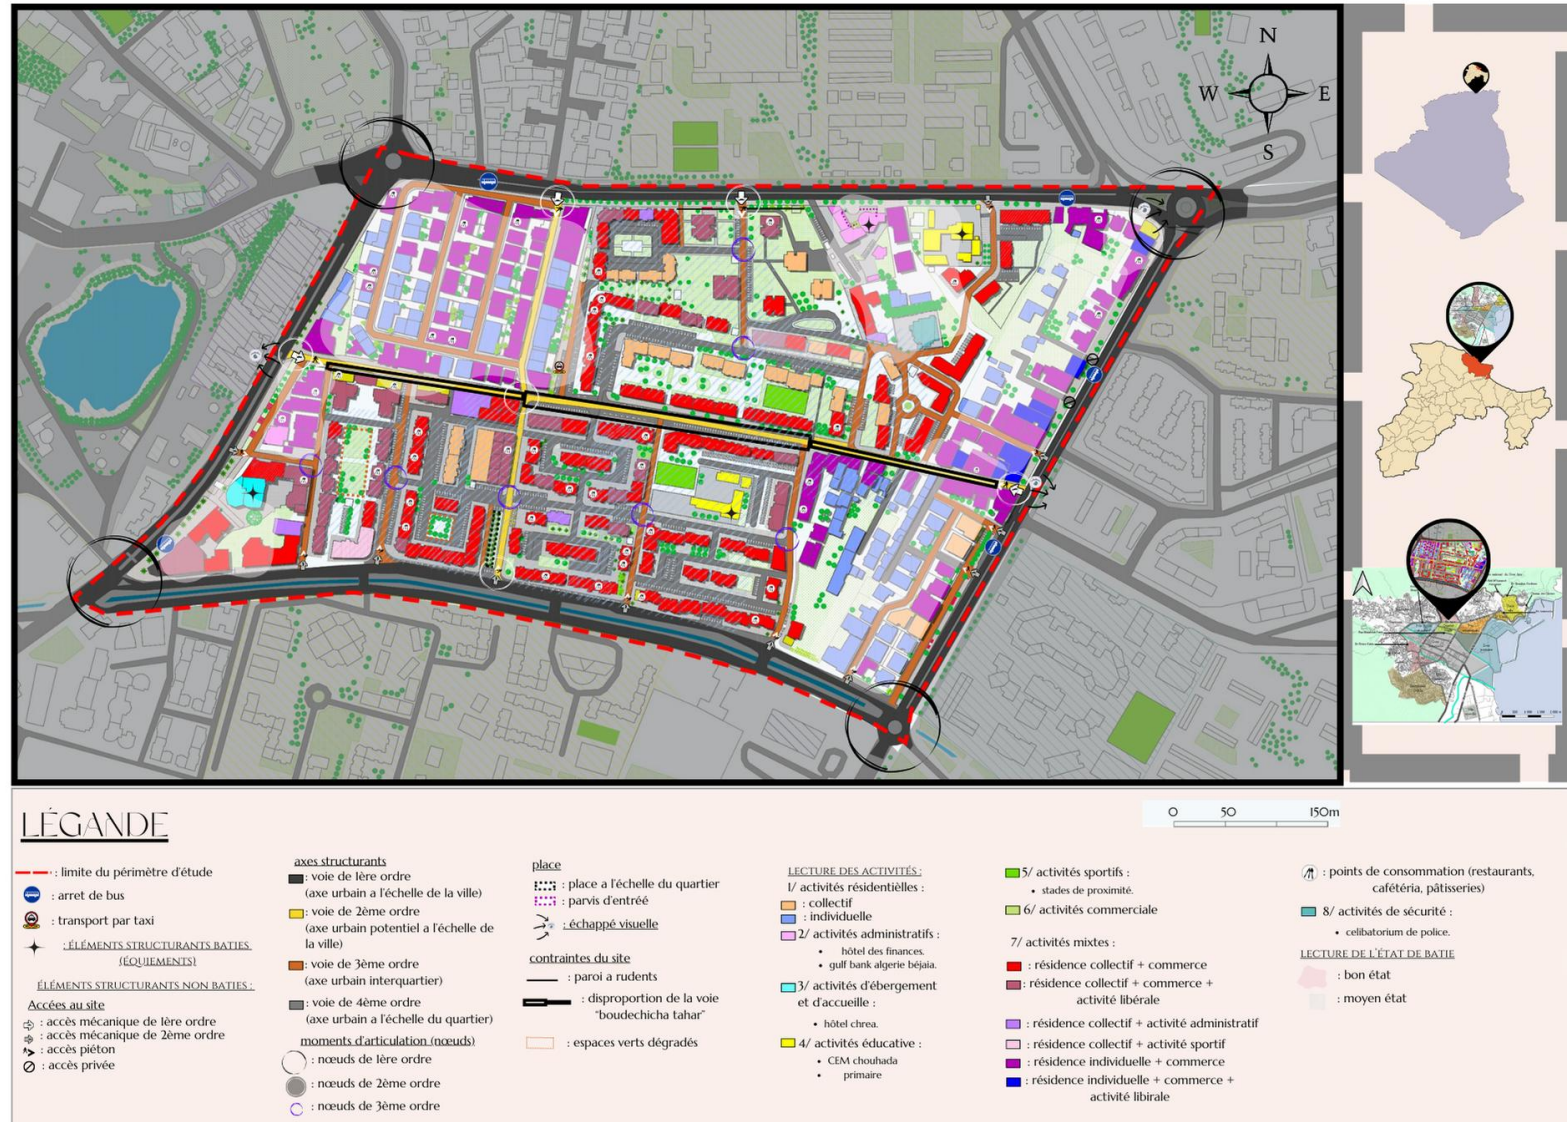 N
W
E
S
0 50 150m
LÉGANDE
: limite du périmètre d'étude
: arret de bus
: transport par taxi
: ÉLÉMENTS STRUCTURANTS BATIES
(ÉQUIEMENTS)
ÉLÉMENTS STRUCTURANTS NON BATIES :
Accées au site
: accès mécanique de 1ère ordre
: accès mécanique de 2ème ordre
: accès piéton
: accès privée
axes structurants
: voie de 1ère ordre
(axe urbain a l'échelle de la ville)
: voie de 2ème ordre
(axe urbain potentiel a l'échelle de
la ville)
: voie de 3ème ordre
(axe urbain interquartier)
: voie de 4ème ordre
(axe urbain a l'échelle du quartier)
moments d'articulation (nœuds)
: nœuds de 1ère ordre
: nœuds de 2ème ordre
: nœuds de 3ème ordre
place
: place a l'échelle du quartier
: parvis d'entréé
: échappé visuelle
contraintes du site
: paroi a rudents
: disproportion de la voie
"boudechicha tahar"
: espaces verts dégradés
LECTURE DES ACTIVITÉS :
1/ activités résidentielles :
: collectif
: individuelle
2/ activités administratifs :
• hôtel des finances.
• gulf bank algerie béjaia.
3/ activités d'ébergement
et d'accueille :
• hôtel chrea.
4/ activités éducative :
• CEM chouhada
• primaire
5/ activités sportifs :
• stades de proximité.
6/ activités commerciale
7/ activités mixtes :
: résidence collectif + commerce
: résidence collectif + commerce +
activité libérale
: résidence collectif + activité administratif
: résidence collectif + activité sportif
: résidence individuelle + commerce
: résidence individuelle + commerce +
activité libirale
: points de consommation (restaurants,
cafétéria, pâtisseries)
8/ activités de sécurité :
• celibatorium de police.
LECTURE DE L'ÉTAT DE BATIE
: bon état
: moyen état